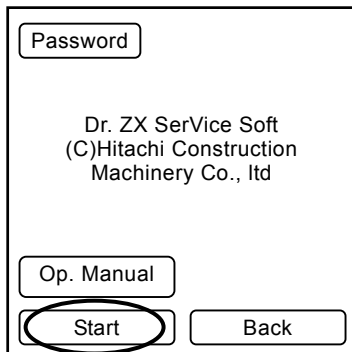 Password
Dr. ZX SerVice Soft
(C)Hitachi Construction
Machinery Co., ltd
Op. Manual
Start Back